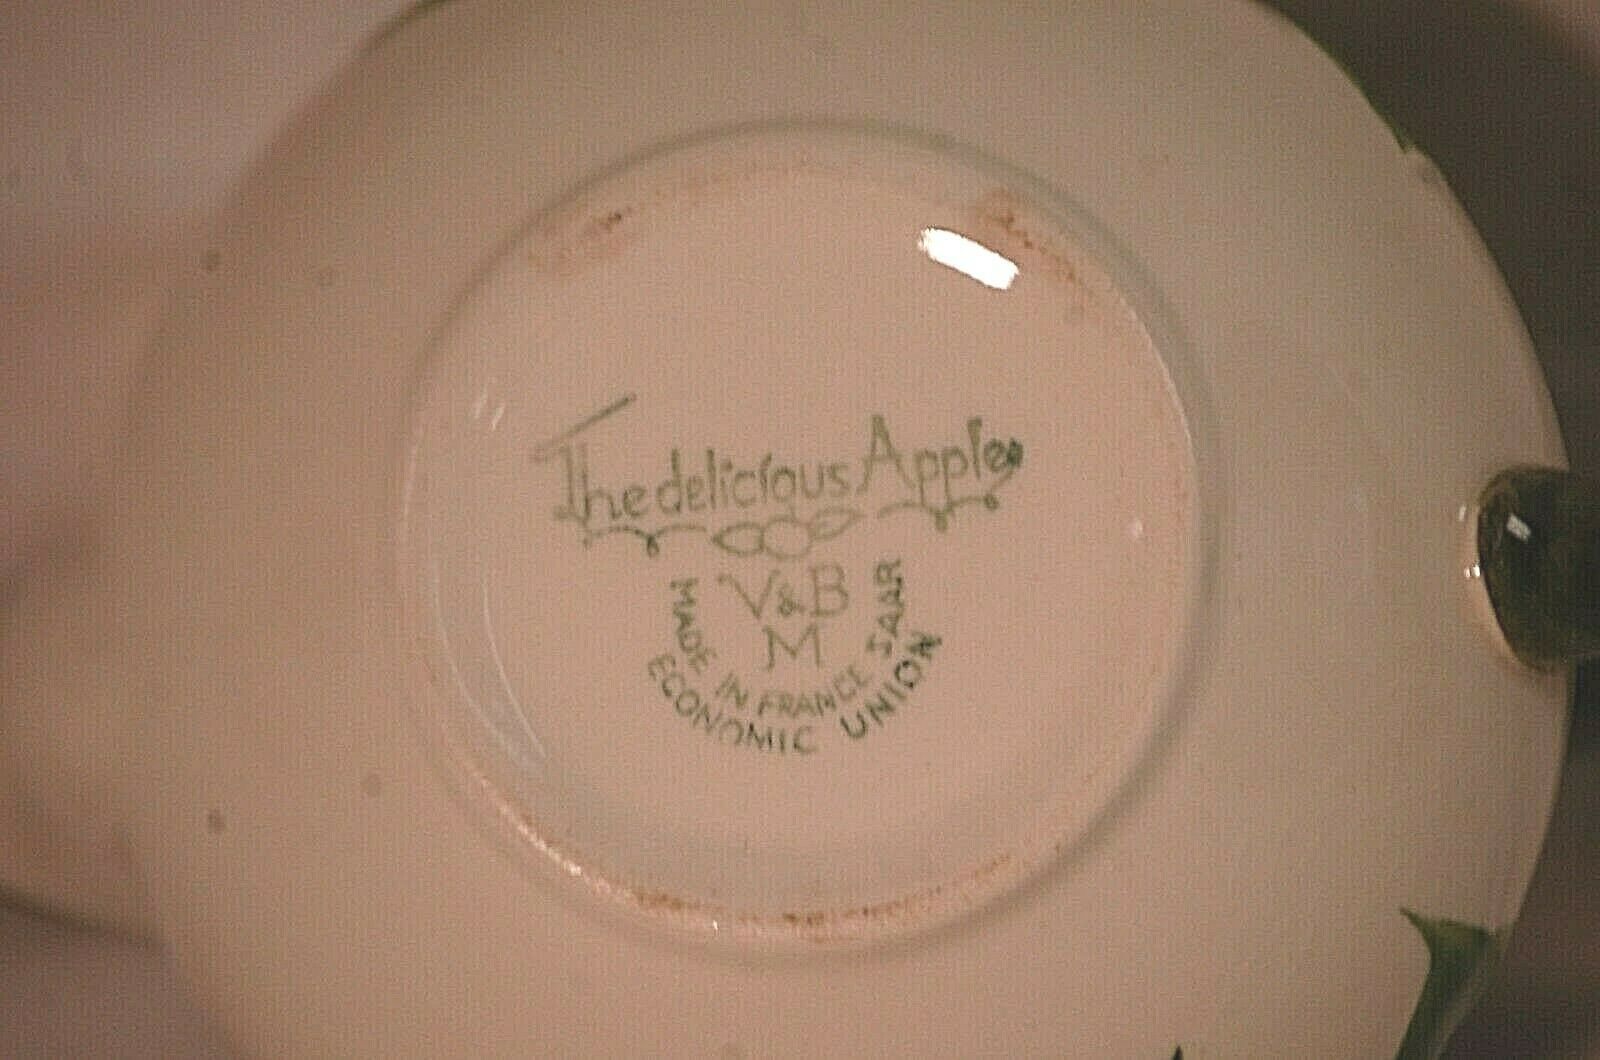 The delicious Apple
V&B
M
MADE IN FRANCE SAAR
ECONOMIC UNION